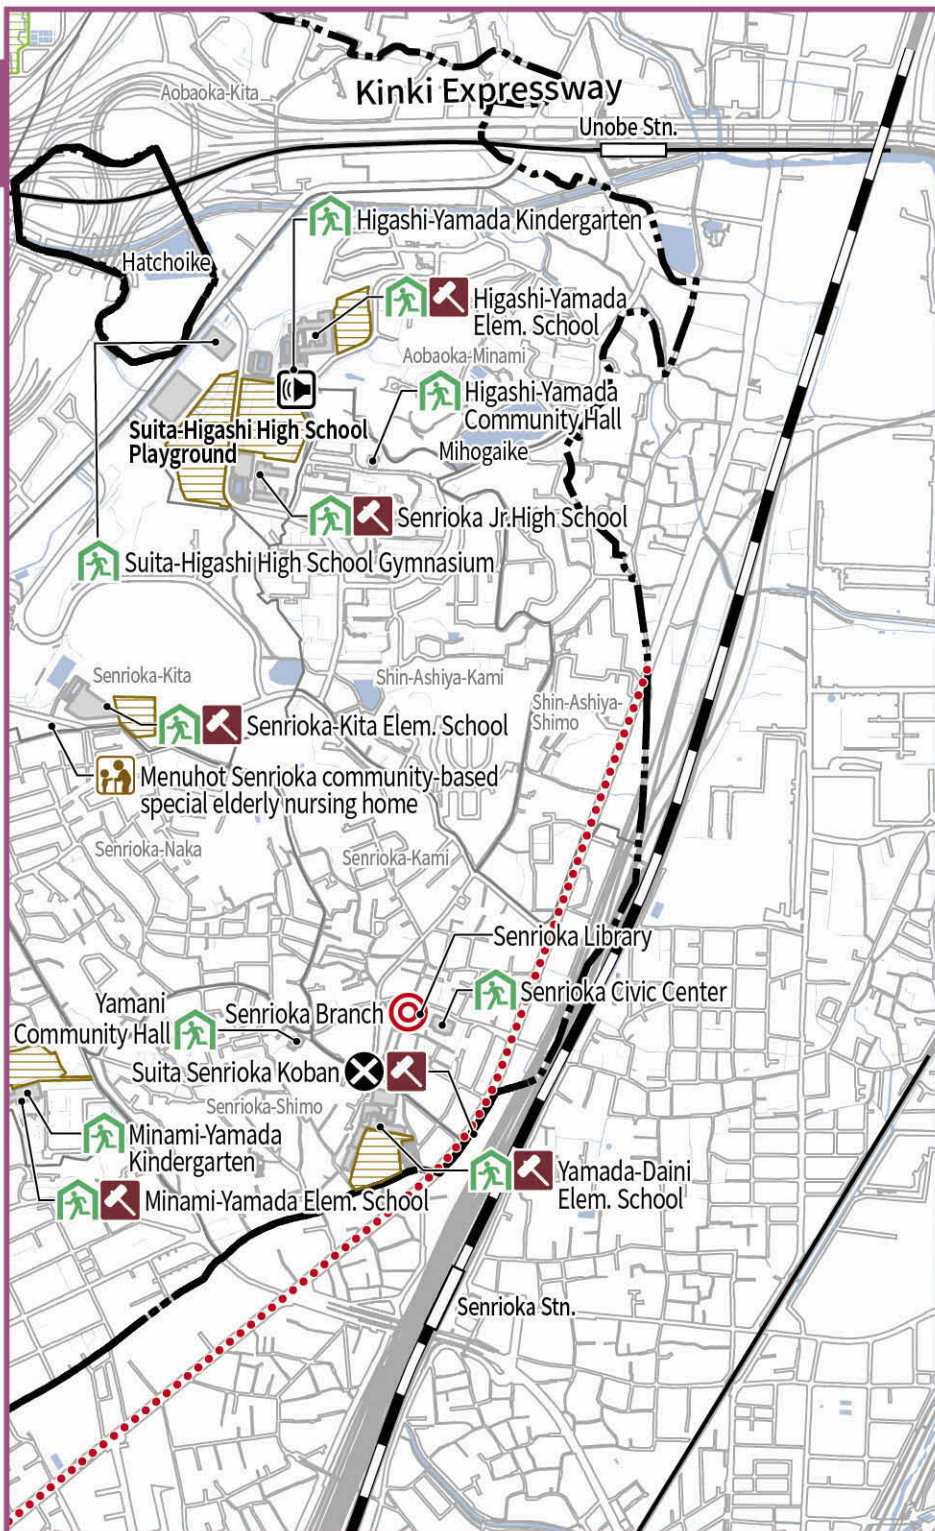 Aobaoka-Kita
Kinki Expressway
Unobe Stn.
Higashi-Yamada Kindergarten
Hatchoike
Higashi-Yamada
Elem. School
Aobaoka-Minami
Higashi-Yamada
Community Hall
Suita-Higashi High School
Playground
Mihogaike
Senrioka Jr.High School
Suita-Higashi High School Gymnasium
Senrioka-Kita
Shin-Ashiya-Kami
Shin-Ashiya-
Shimo
Senrioka-Kita Elem. School
Menuhot Senrioka community-based
special elderly nursing home
Senrioka-Naka
Senrioka-Kami
Senrioka Library
Senrioka Civic Center
Yamani
Community Hall
Senrioka Branch
Suita Senrioka Koban
Senrioka-Shimo
Minami-Yamada
Kindergarten
Yamada-Daini
Elem. School
Minami-Yamada Elem. School
Senrioka Stn.